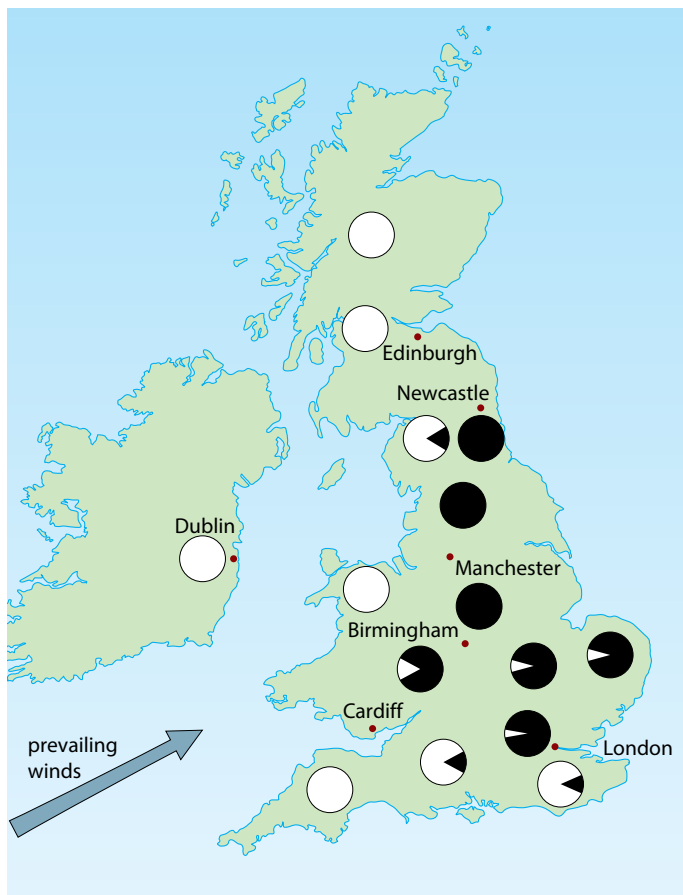 Edinburgh
Newcastle
Dublin
Manchester
Birmingham
Cardiff
prevailing
winds
London